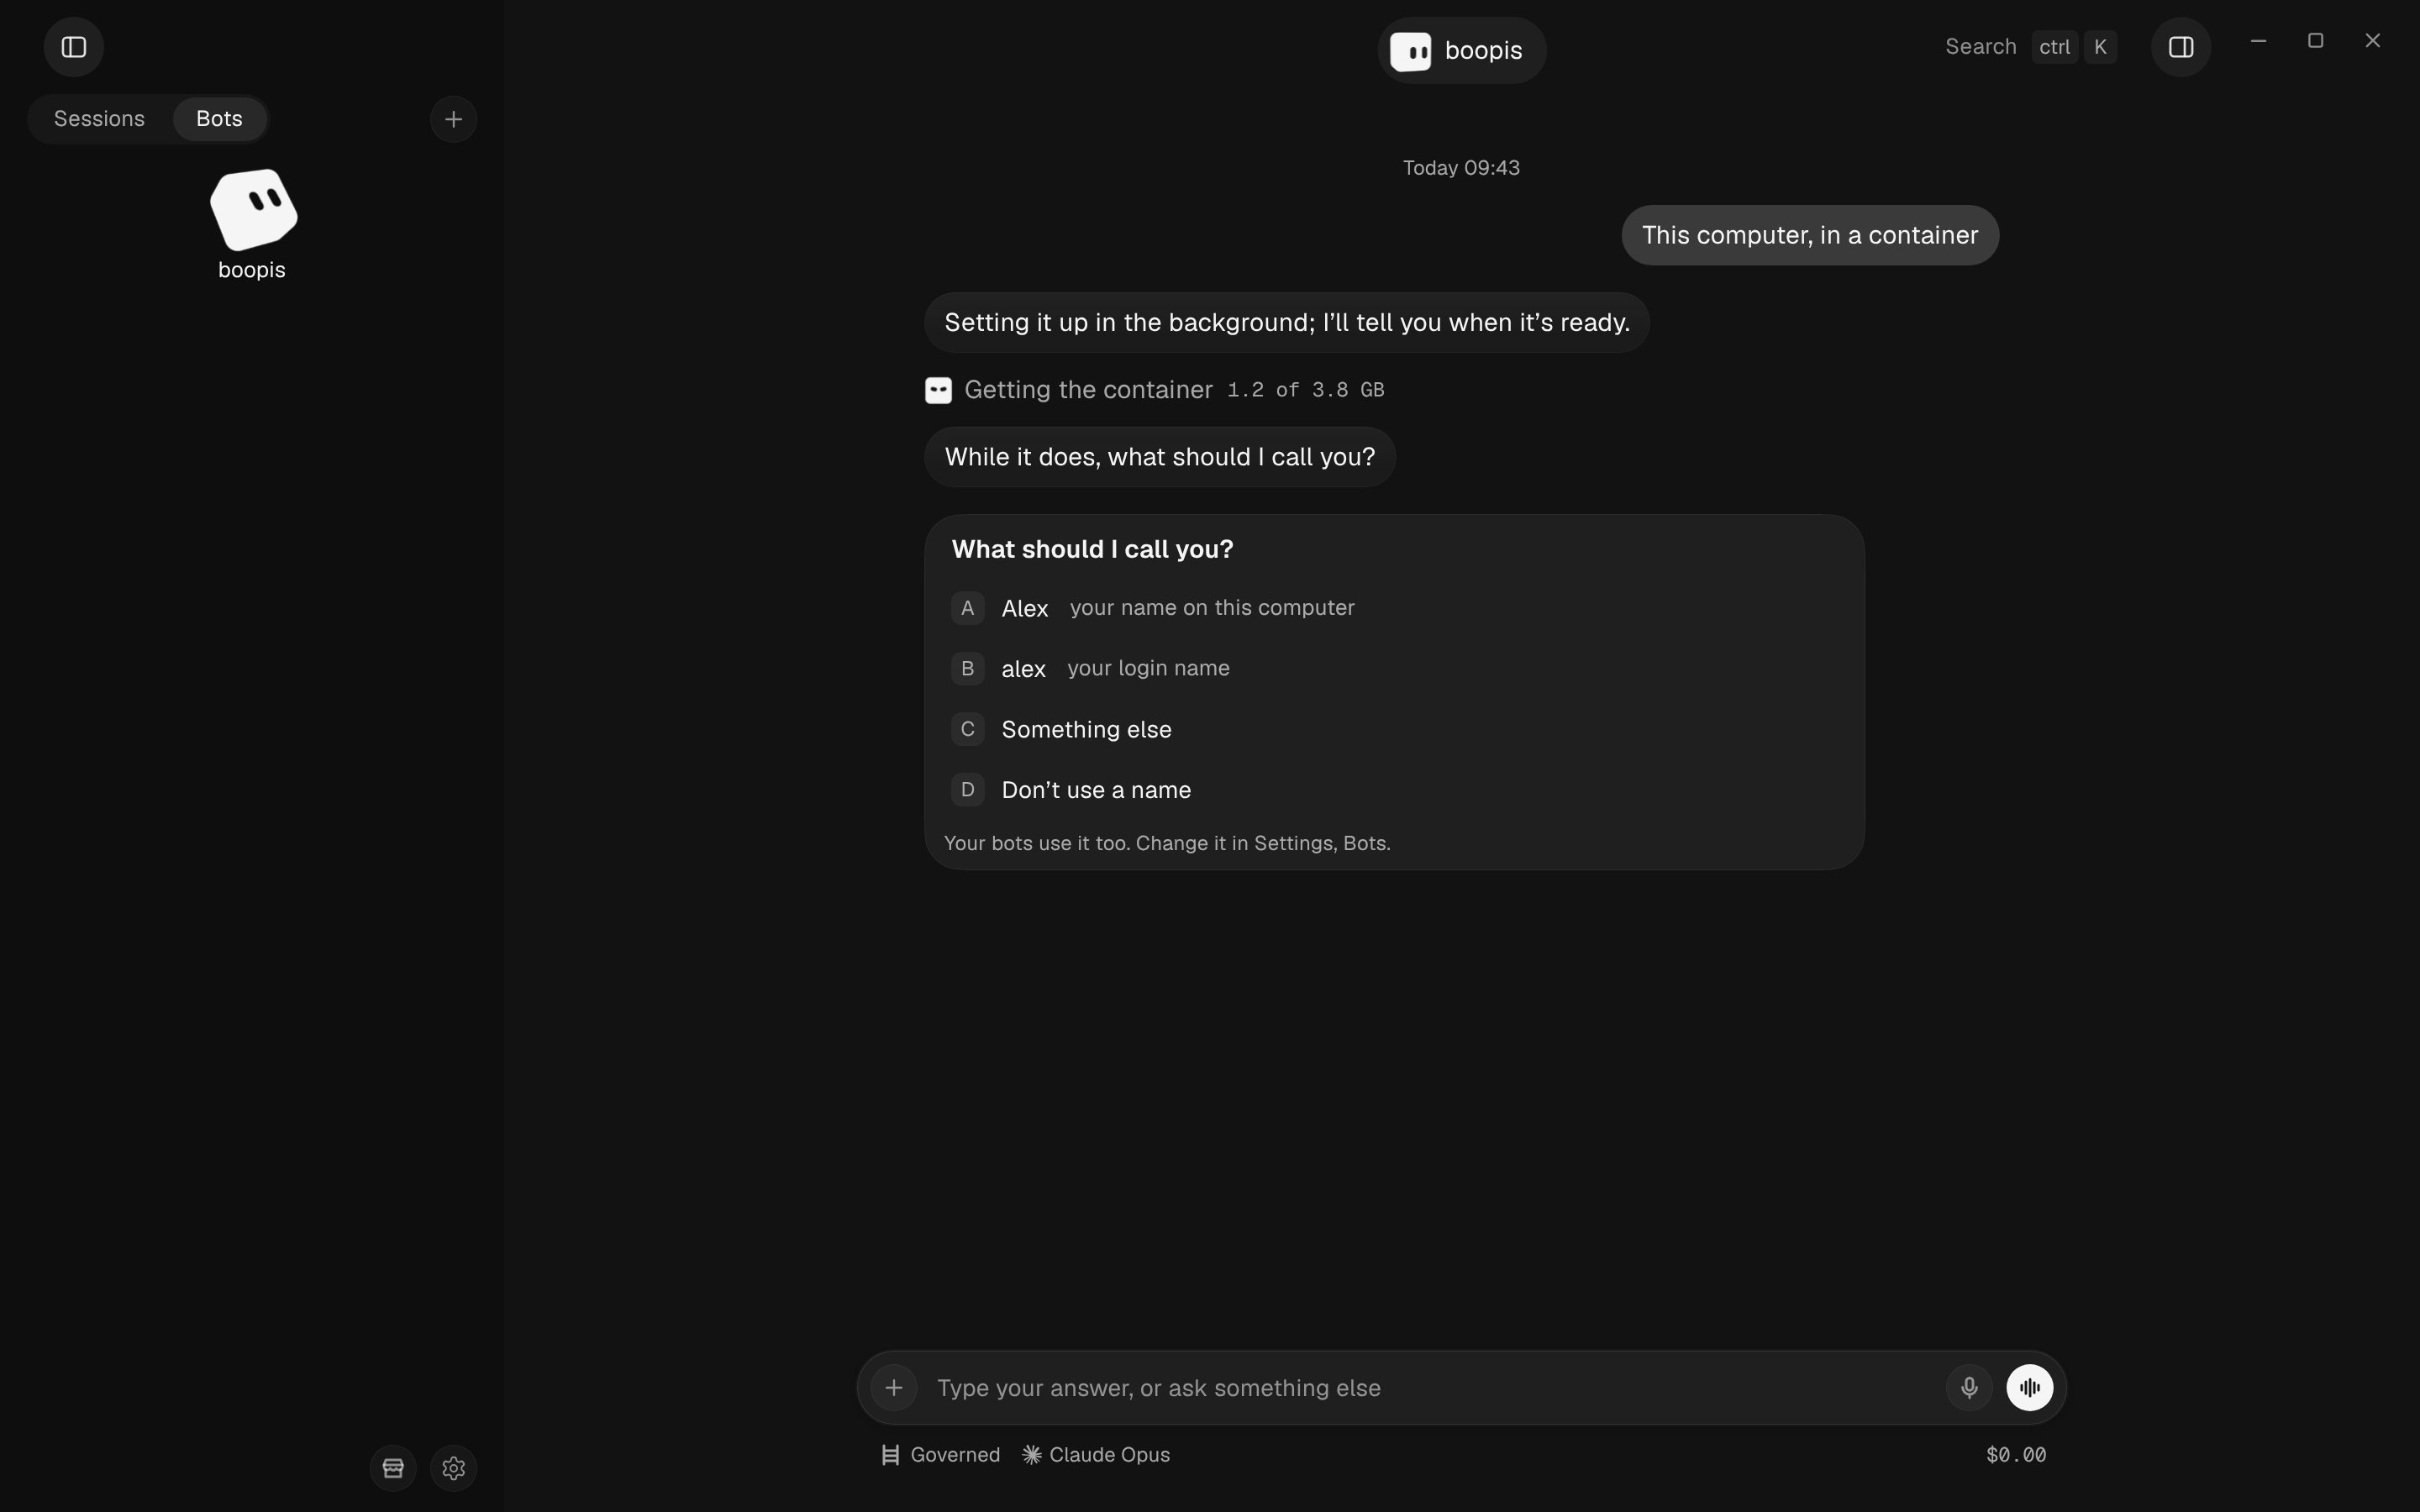 boopis
Search ctrl K
Sessions Bots
boopis
Today 09:43
This computer, in a container
Setting it up in the background; I’ll tell you when it’s ready.
Getting the container 1.2 of 3.8 GB
While it does, what should I call you?
What should I call you?
A Alex your name on this computer
B alex your login name
C Something else
D Don’t use a name
Your bots use it too. Change it in Settings, Bots.
Type your answer, or ask something else
Governed Claude Opus $0.00